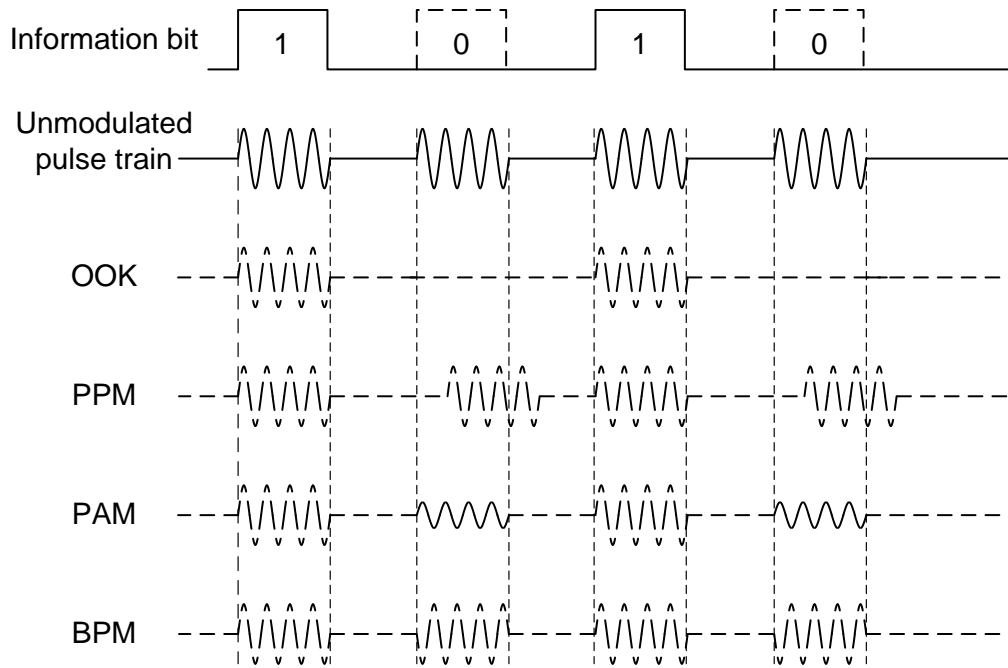 Information bit
1
0
1
0
Unmodulated
pulse train
OOK
PPM
PAM
BPM